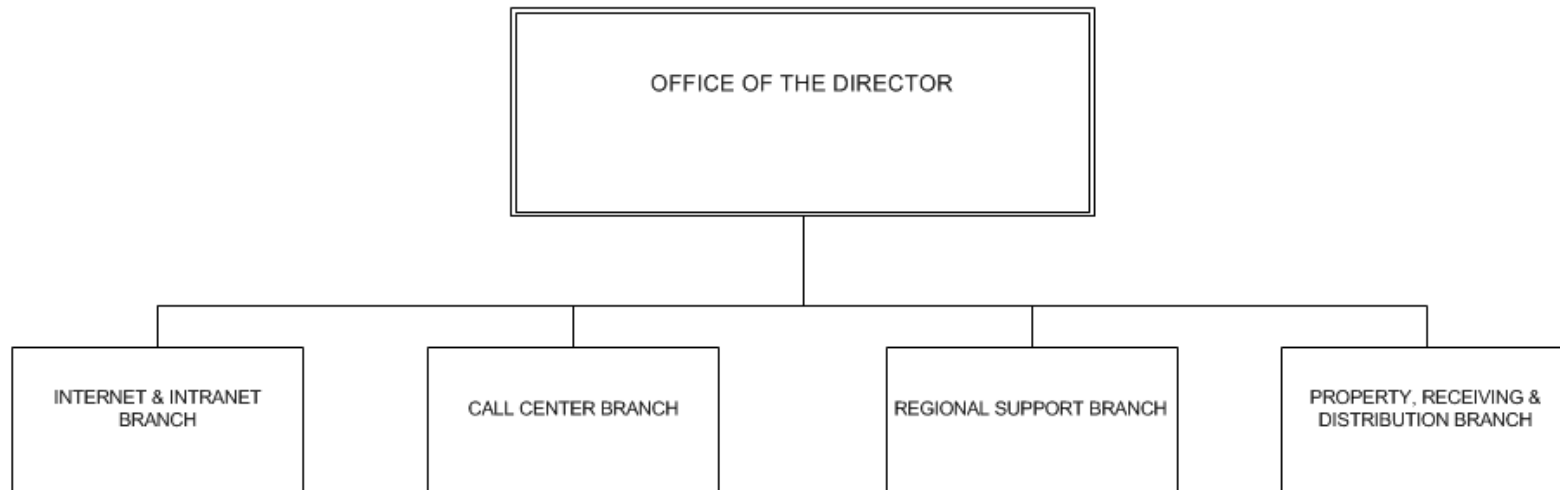 OFFICE OF THE DIRECTOR
INTERNET & INTRANET
BRANCH
CALL CENTER BRANCH
REGIONAL SUPPORT BRANCH
PROPERTY, RECEIVING &
DISTRIBUTION BRANCH